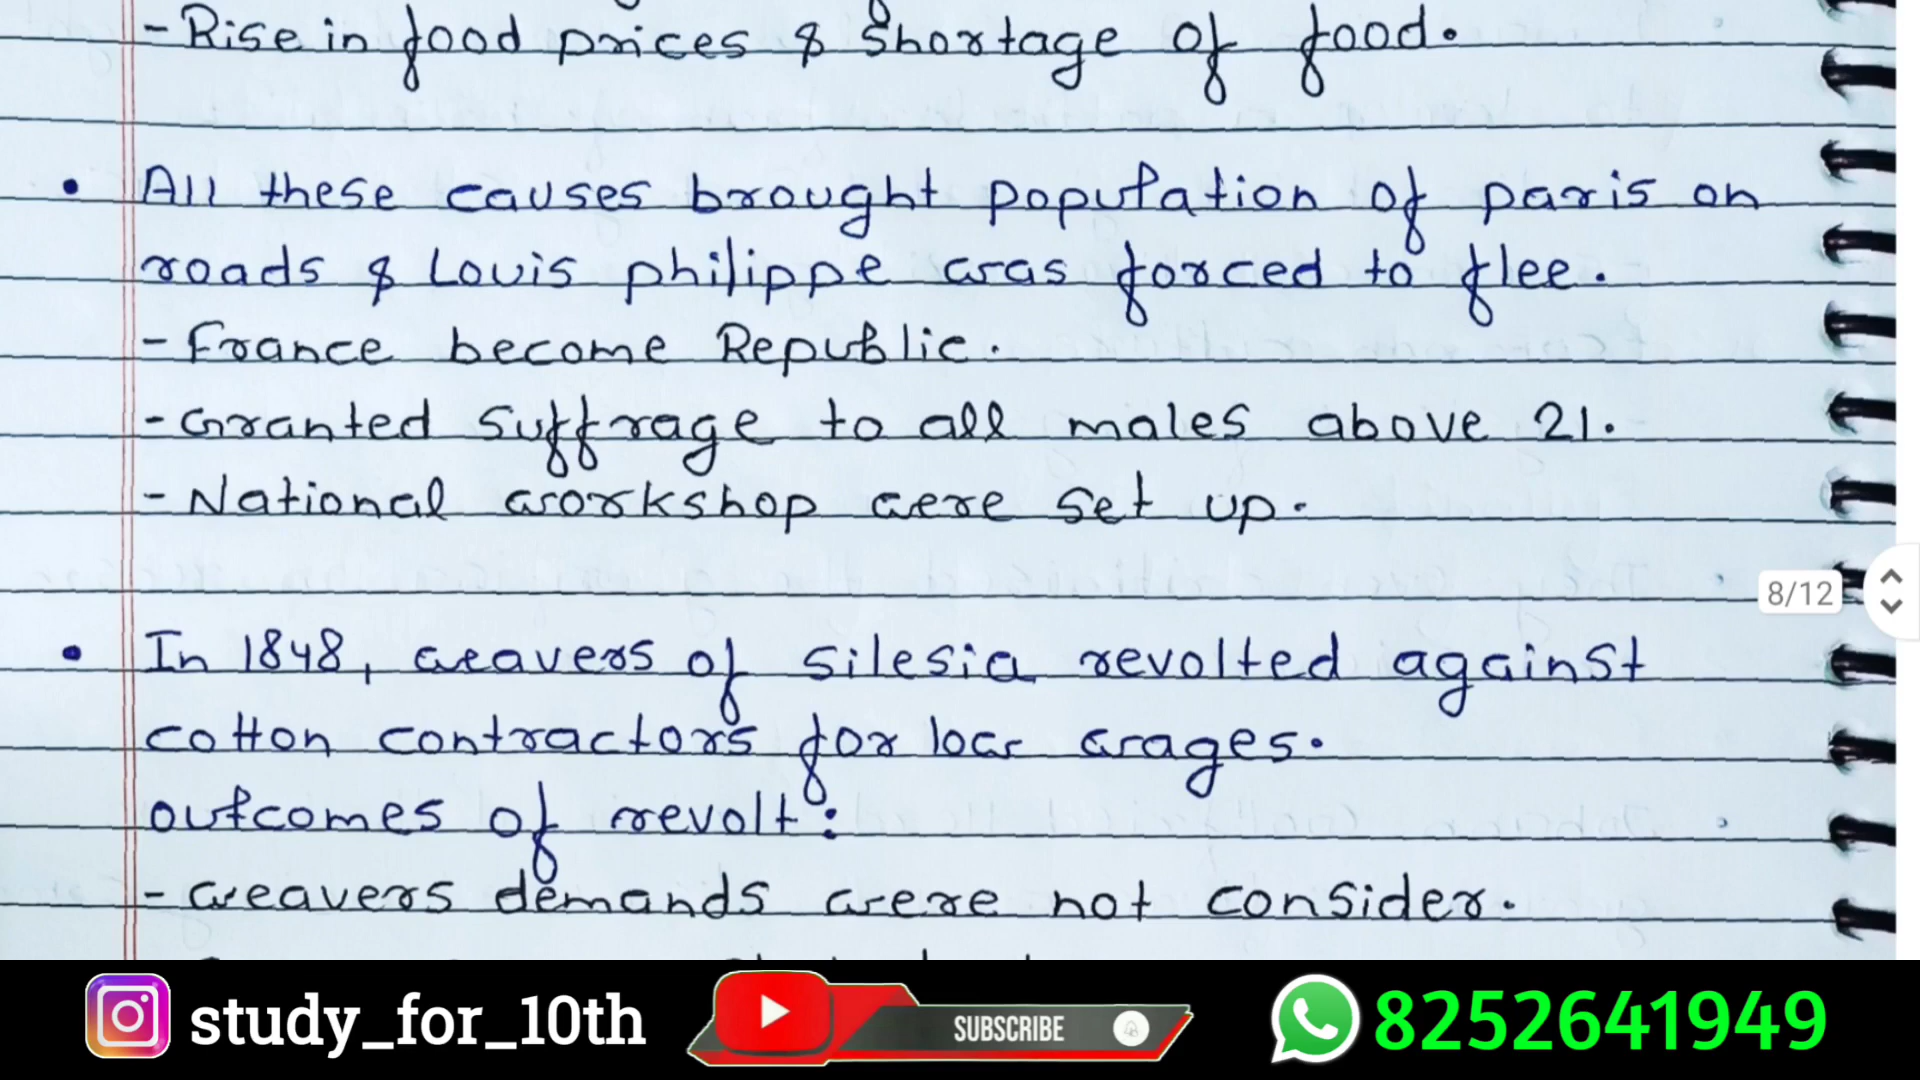 - Rise in food prices & Shortage of food.
• All these causes brought population of paris on
roads & Louis philippe was forced to flee.
- France become Republic.
- Granted suffrage to all males above 21.
- National workshop were set up.
8/12
• In 1848, weavers of silesia revolted against
cotton contractors for low wages.
outcomes of revolt:
- weavers demands were not consider.
study_for_10th
SUBSCRIBE
8252641949